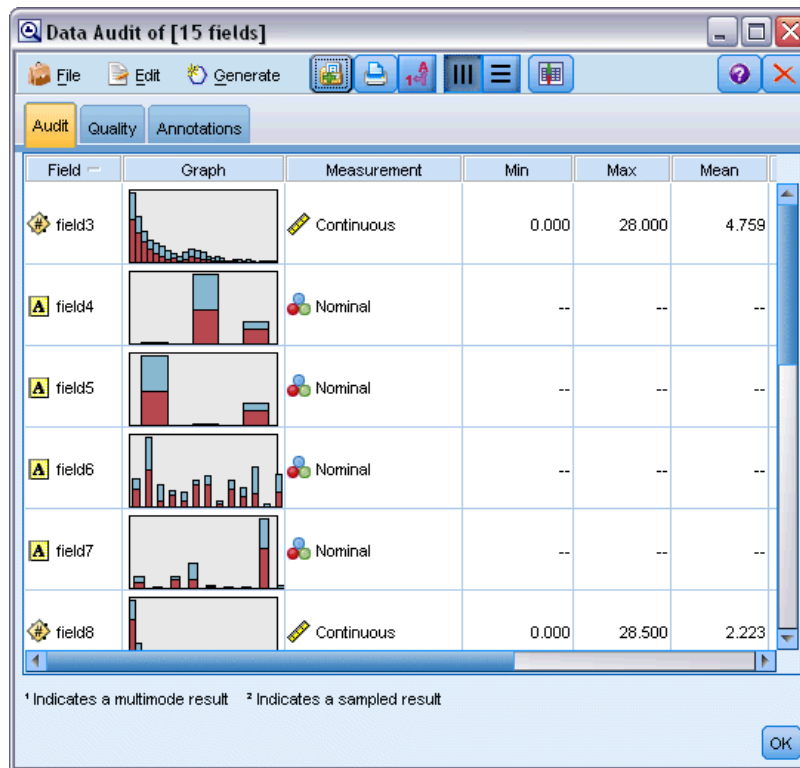 Data Audit of [15 fields]
File Edit Generate
Audit Quality Annotations
Field Graph Measurement Min Max Mean
field3 Continuous 0.000 28.000 4.759
A field4 Nominal -- -- --
A field5 Nominal -- -- --
A field6 Nominal -- -- --
A field7 Nominal -- -- --
field8 Continuous 0.000 28.500 2.223
¹ Indicates a multimode result ² Indicates a sampled result
OK